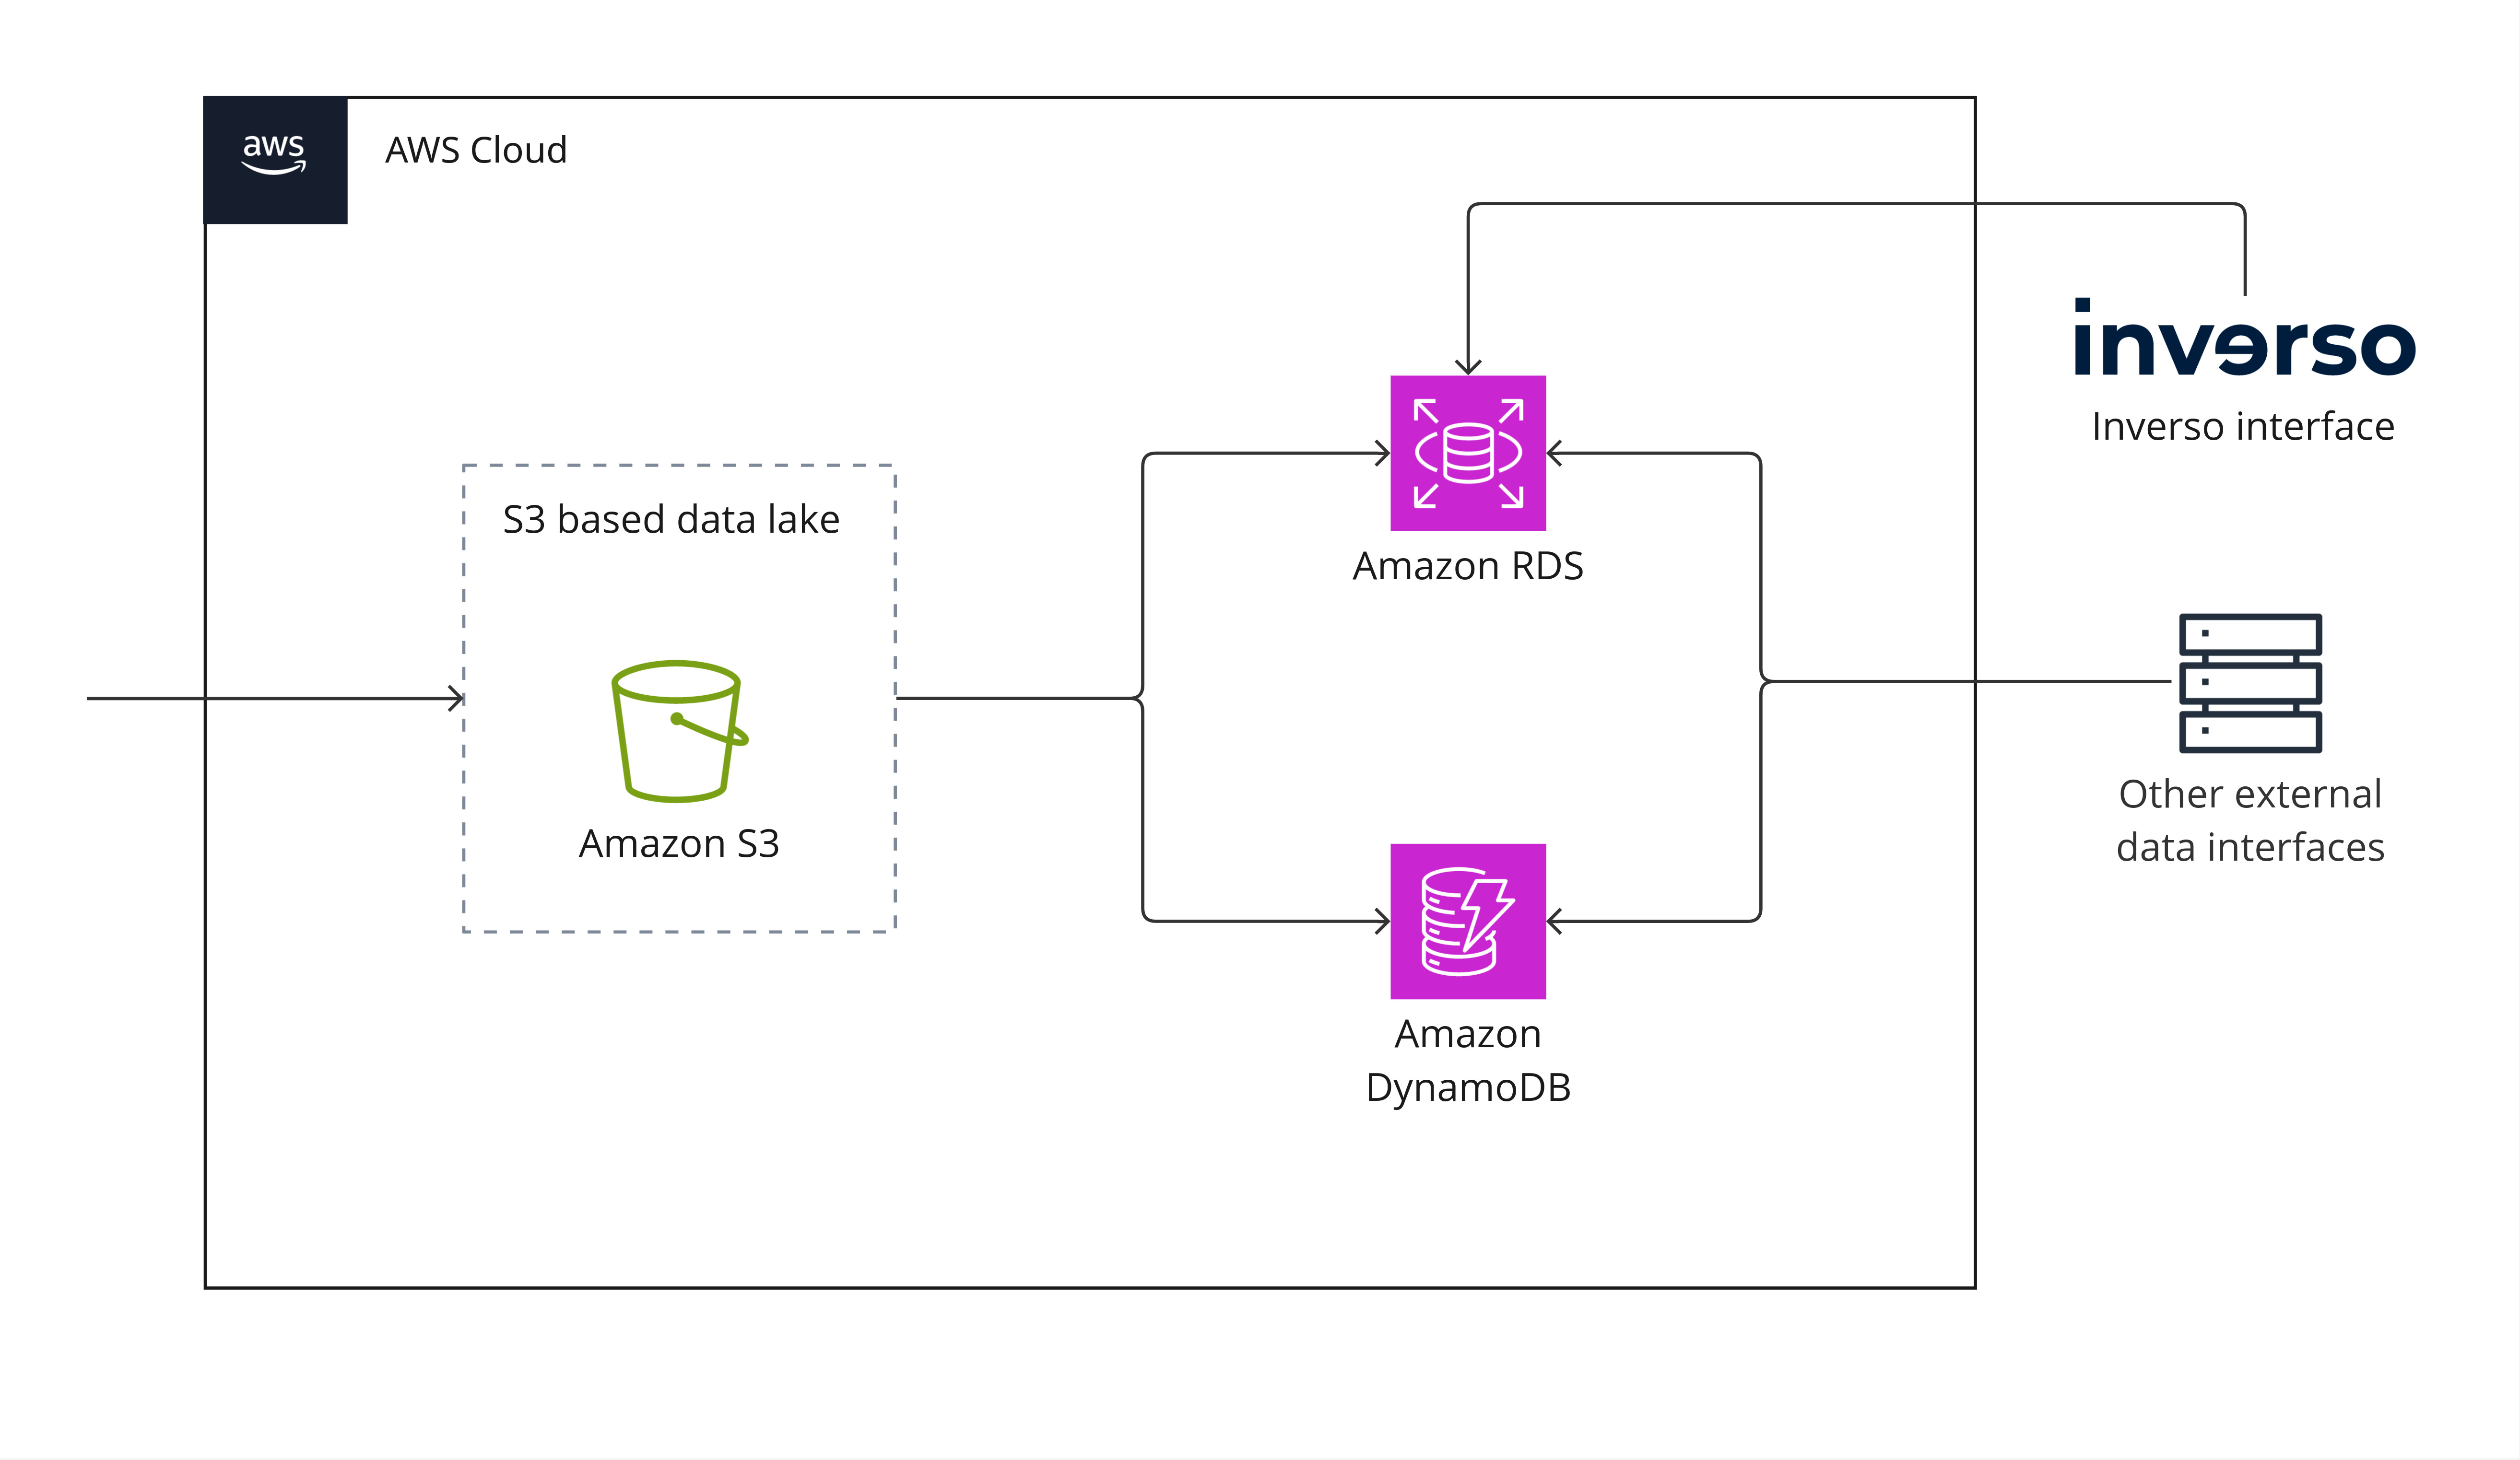 aws
AWS Cloud
inverso
Inverso interface
S3 based data lake
Amazon RDS
Amazon S3
Other external
data interfaces
Amazon
DynamoDB